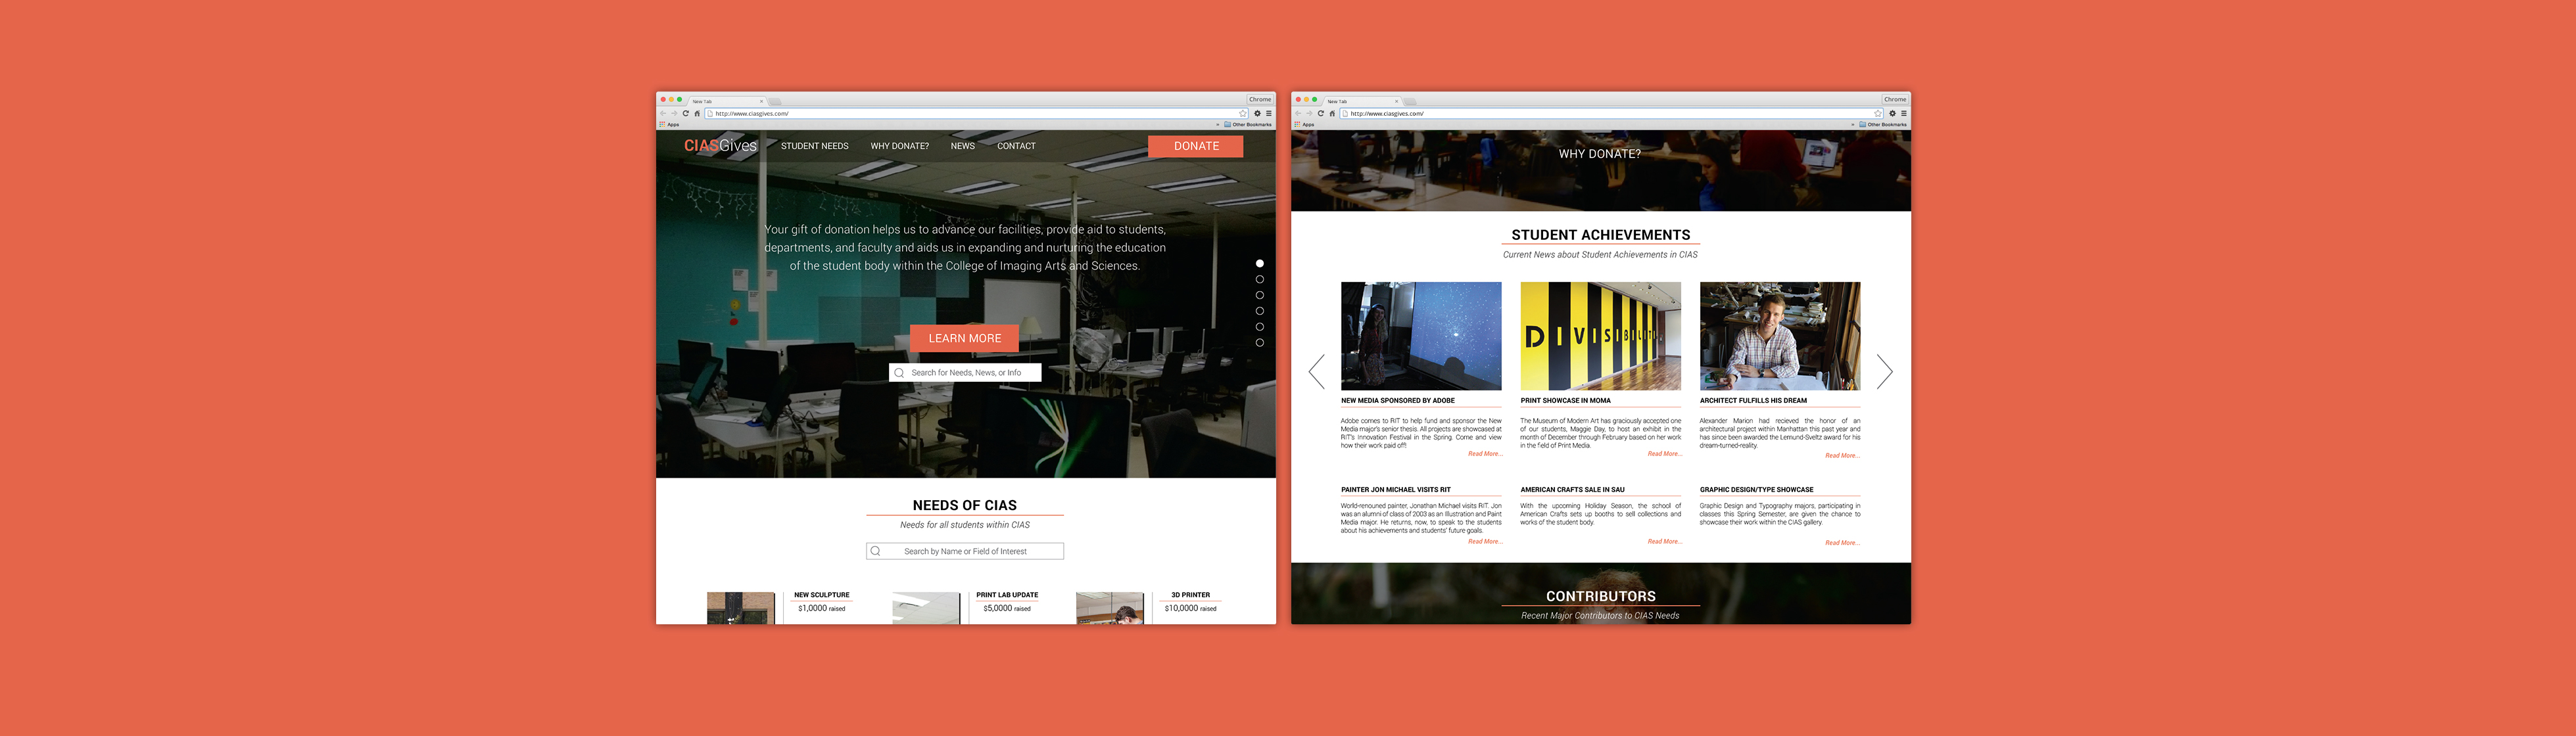 New Tab
Chrome
http://www.ciasgives.com/
Apps
Other Bookmarks
CIASGives
STUDENT NEEDS
WHY DONATE?
NEWS
CONTACT
DONATE
Your gift of donation helps us to advance our facilities, provide aid to students,
departments, and faculty and aids us in expanding and nurturing the education
of the student body within the College of Imaging Arts and Sciences.
LEARN MORE
Search for Needs, News, or Info
NEEDS OF CIAS
Needs for all students within CIAS
Search by Name or Field of Interest
NEW SCULPTURE
$1,0000 raised
PRINT LAB UPDATE
$5,0000 raised
3D PRINTER
$10,0000 raised
New Tab
Chrome
http://www.ciasgives.com/
Apps
Other Bookmarks
WHY DONATE?
STUDENT ACHIEVEMENTS
Current News about Student Achievements in CIAS
DIVISIBILIT
NEW MEDIA SPONSORED BY ADOBE
Adobe comes to RIT to help fund and sponsor the New
Media major's senior thesis. All projects are showcased at
RIT's Innovation Festival in the Spring. Come and view
how their work paid off!
Read More...
PRINT SHOWCASE IN MOMA
The Museum of Modern Art has graciously accepted one
of our students, Maggie Day, to host an exhibit in the
month of December through February based on her work
in the field of Print Media.
Read More...
ARCHITECT FULFILLS HIS DREAM
Alexander Marion had recieved the honor of an
architectural project within Manhattan this past year and
has since been awarded the Lemund-Sveltz award for his
dream-turned-reality.
Read More...
PAINTER JON MICHAEL VISITS RIT
World-renouned painter, Jonathan Michael visits RIT. Jon
was an alumni of class of 2003 as an Illustration and Paint
Media major. He returns, now, to speak to the students
about his achievements and students' future goals.
Read More...
AMERICAN CRAFTS SALE IN SAU
With the upcoming Holiday Season, the school of
American Crafts sets up booths to sell collections and
works of the student body.
Read More...
GRAPHIC DESIGN/TYPE SHOWCASE
Graphic Design and Typography majors, participating in
classes this Spring Semester, are given the chance to
showcase their work within the CIAS gallery.
Read More...
CONTRIBUTORS
Recent Major Contributors to CIAS Needs